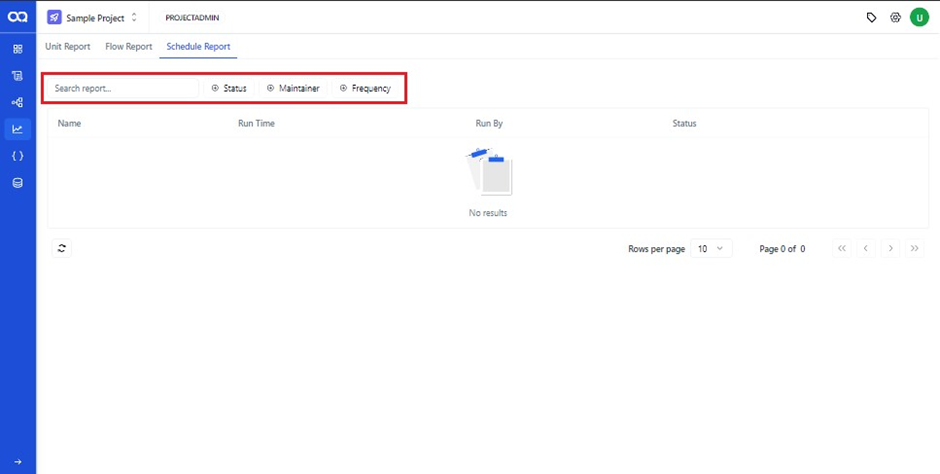 Sample Project PROJECTADMIN U
Unit Report Flow Report Schedule Report
Search report... Status Maintainer Frequency
Name Run Time Run By Status
No results
Rows per page 10 Page 0 of 0